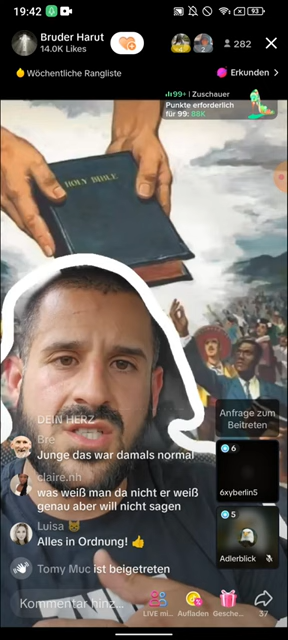 19:42
93
Bruder Harut
14.0K Likes
2
282
Wöchentliche Rangliste
Erkunden >
99+ | Zuschauer
Punkte erforderlich
für 99: 88K
HOLY BIBLE
DEIN HERZ
Anfrage zum
Beitreten
Bre
Junge das war damals normal
6
6xyberlin5
claire.nh
was weiß man da nicht er weiß
genau aber will nicht sagen
Luisa
Alles in Ordnung! 👍
5
Adlerblick
Tomy Muc ist beigetreten
Kommentar hinz...
LIVE mi...
Aufladen
Gesche...
37